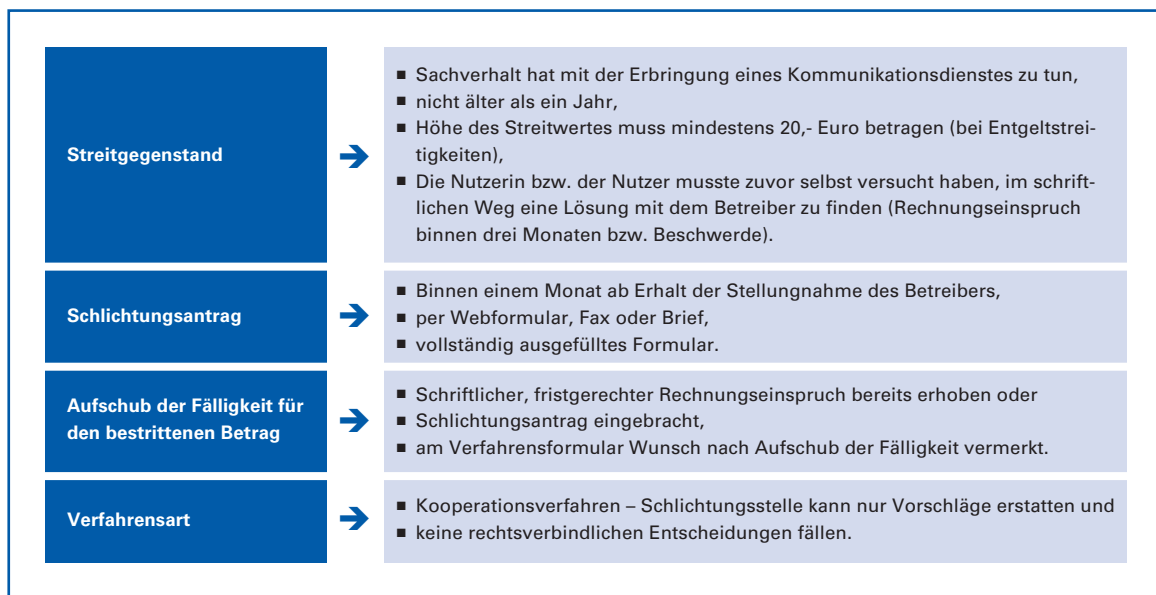 Streitgegenstand
■ Sachverhalt hat mit der Erbringung eines Kommunikationsdienstes zu tun,
■ nicht älter als ein Jahr,
■ Höhe des Streitwertes muss mindestens 20,- Euro betragen (bei Entgeltstrei-
tigkeiten),
■ Die Nutzerin bzw. der Nutzer musste zuvor selbst versucht haben, im schrift-
lichen Weg eine Lösung mit dem Betreiber zu finden (Rechnungseinspruch
binnen drei Monaten bzw. Beschwerde).
Schlichtungsantrag
■ Binnen einem Monat ab Erhalt der Stellungnahme des Betreibers,
■ per Webformular, Fax oder Brief,
■ vollständig ausgefülltes Formular.
Aufschub der Fälligkeit für
den bestrittenen Betrag
■ Schriftlicher, fristgerechter Rechnungseinspruch bereits erhoben oder
■ Schlichtungsantrag eingebracht,
■ am Verfahrensformular Wunsch nach Aufschub der Fälligkeit vermerkt.
Verfahrensart
■ Kooperationsverfahren – Schlichtungsstelle kann nur Vorschläge erstatten und
■ keine rechtsverbindlichen Entscheidungen fällen.